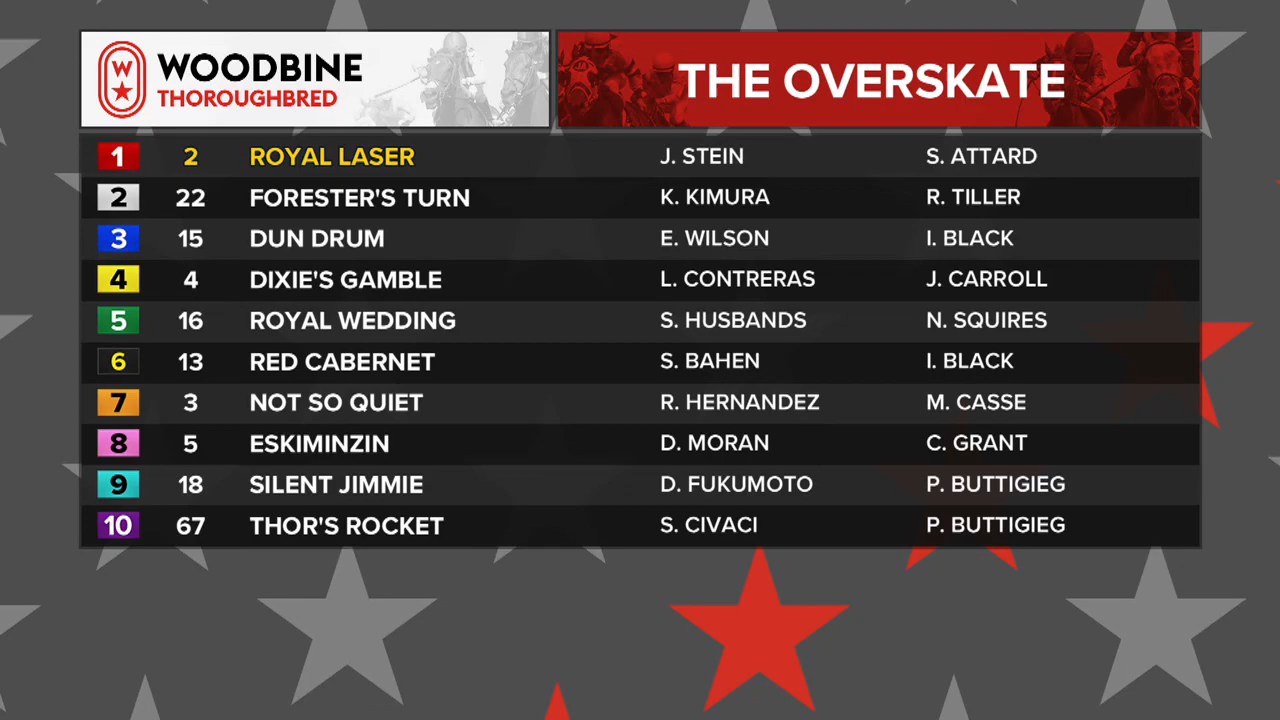 W
WOODBINE
THOROUGHBRED
THE OVERSKATE
1 2 ROYAL LASER J. STEIN S. ATTARD
2 22 FORESTER'S TURN K. KIMURA R. TILLER
3 15 DUN DRUM E. WILSON I. BLACK
4 4 DIXIE'S GAMBLE L. CONTRERAS J. CARROLL
5 16 ROYAL WEDDING S. HUSBANDS N. SQUIRES
6 13 RED CABERNET S. BAHEN I. BLACK
7 3 NOT SO QUIET R. HERNANDEZ M. CASSE
8 5 ESKIMINZIN D. MORAN C. GRANT
9 18 SILENT JIMMIE D. FUKUMOTO P. BUTTIGIEG
10 67 THOR'S ROCKET S. CIVACI P. BUTTIGIEG